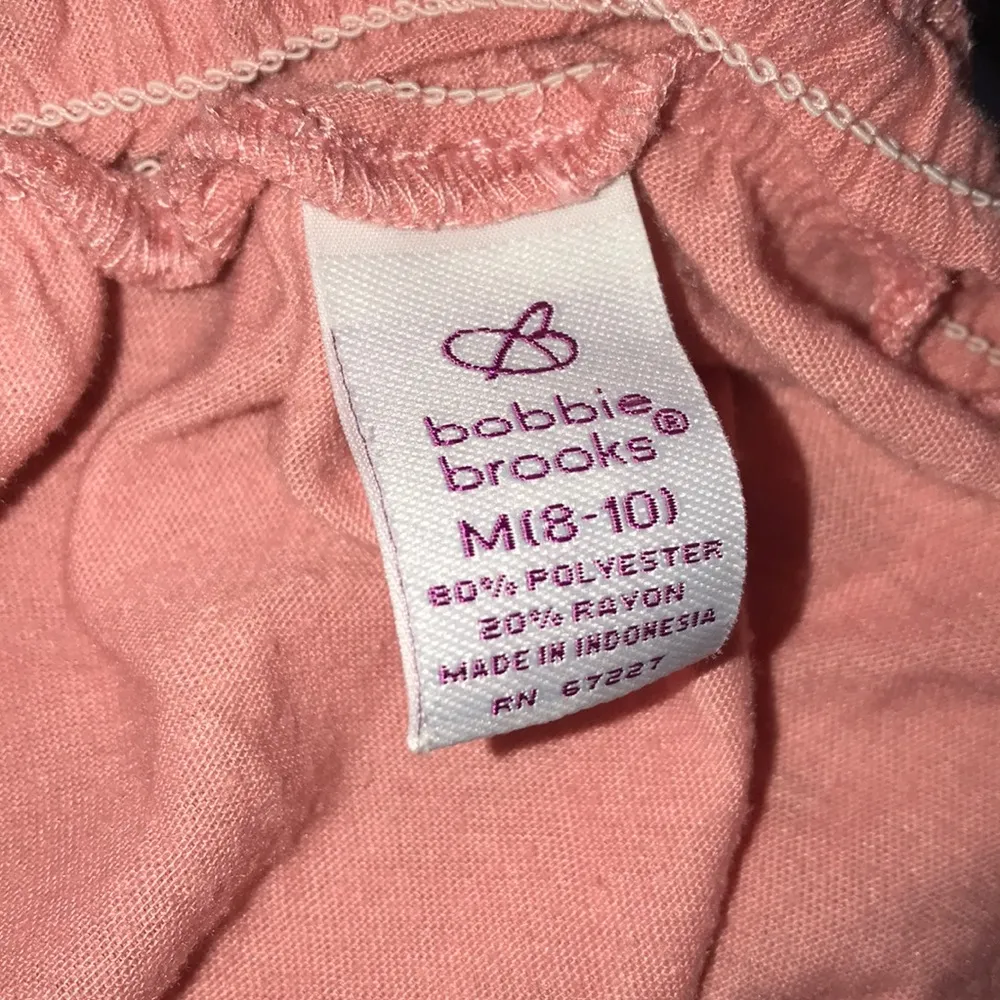 bobbie
brooks®
M(8-10)
80% POLYESTER
20% RAYON
MADE IN INDONESIA
RN 67227